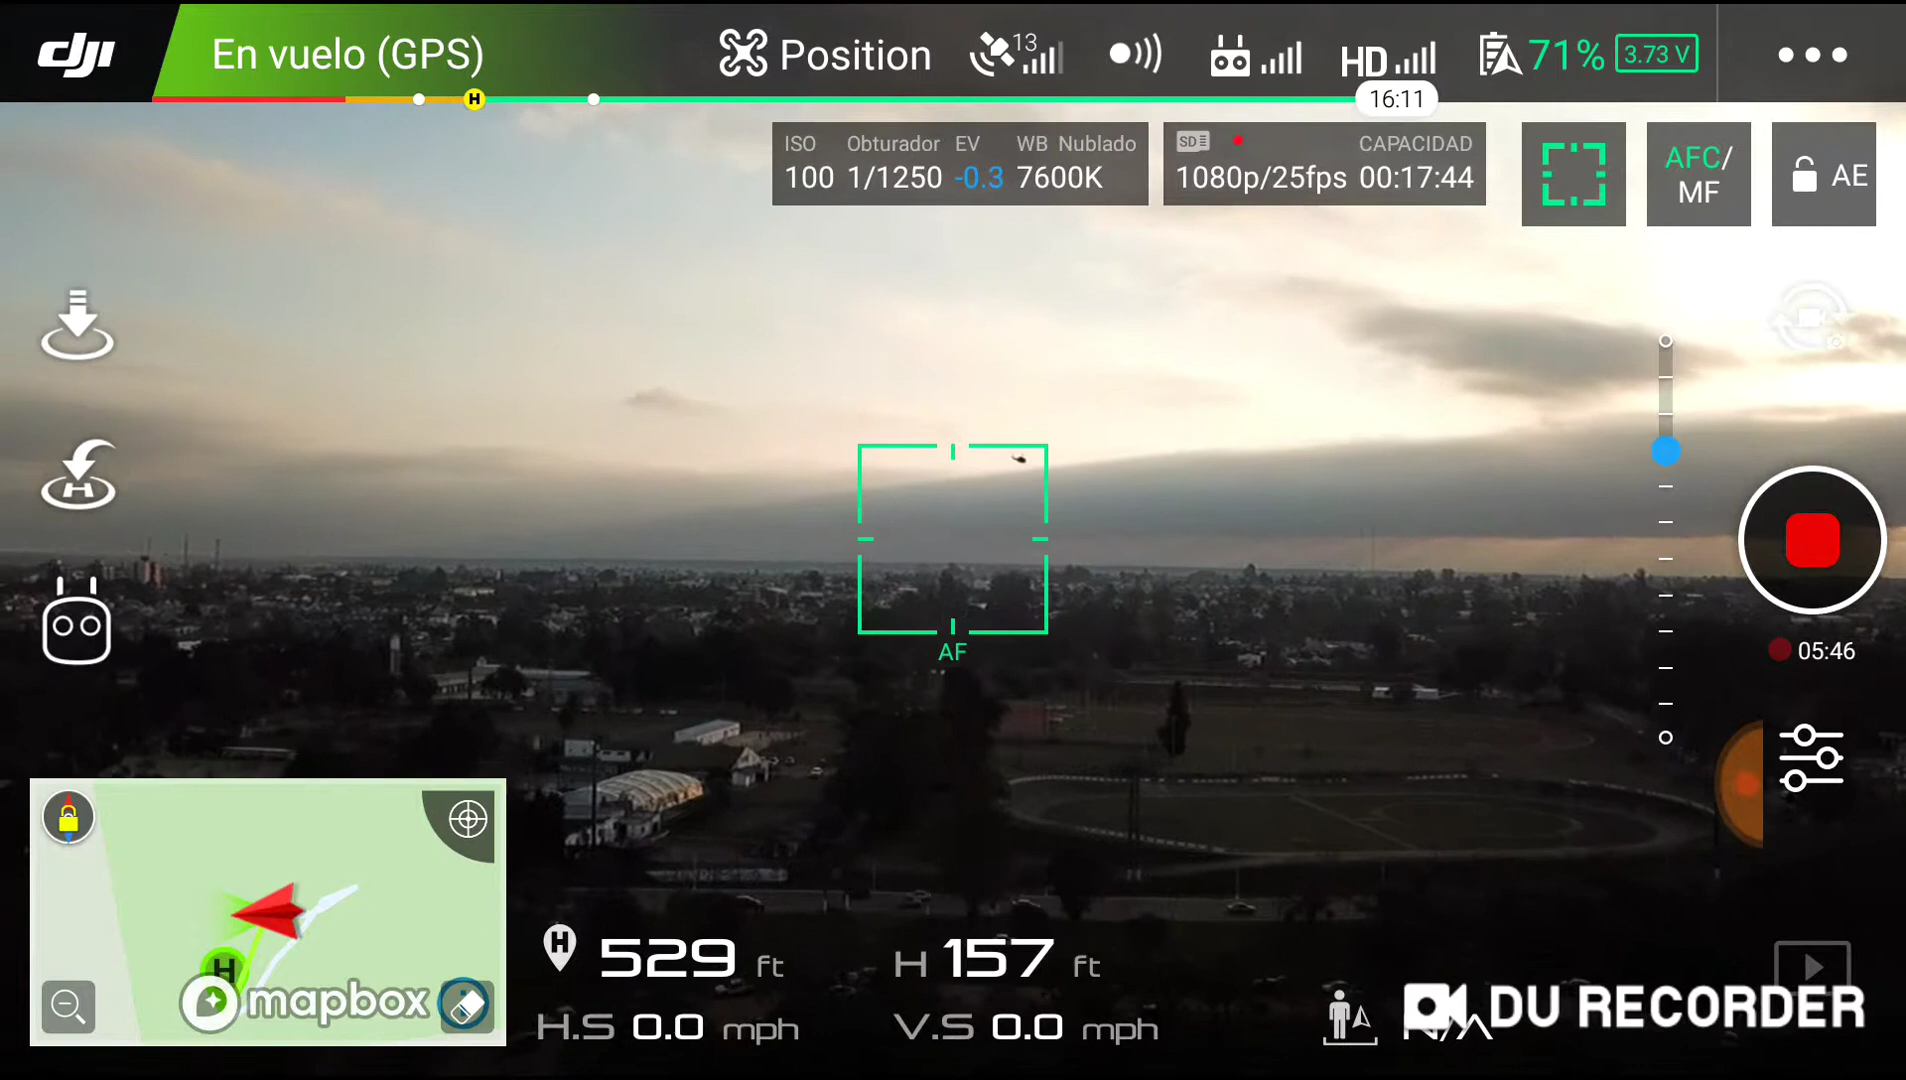 dji
En vuelo (GPS)
Position
13
HD
71%
3.73 V
H
16:11
ISO Obturador EV WB Nublado
100 1/1250 -0.3 7600K
SD CAPACIDAD
1080p/25fps 00:17:44
AFC/
MF
AE
H
AF
05:46
H
mapbox
H 529 ft
H 157 ft
H.S 0.0 mph
V.S 0.0 mph
N/A
DU RECORDER